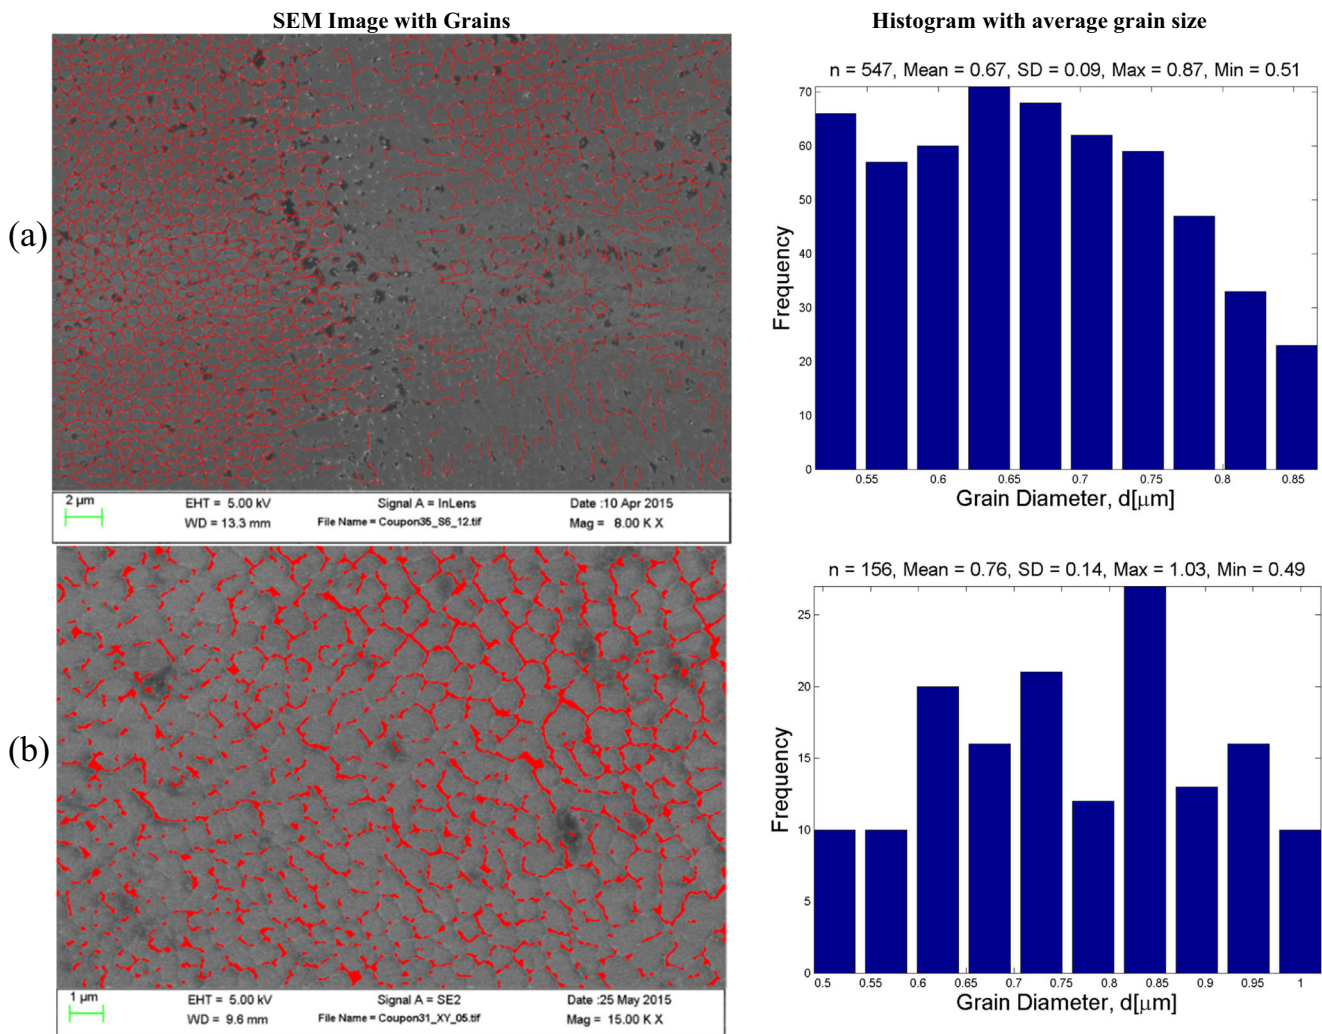 SEM Image with Grains
Histogram with average grain size
(a)
2 µm
EHT = 5.00 kV
Signal A = InLens
Date :10 Apr 2015
WD = 13.3 mm
File Name = Coupon35_S6_12.tif
Mag = 8.00 K X
n = 547, Mean = 0.67, SD = 0.09, Max = 0.87, Min = 0.51
70
60
50
40
30
20
10
0
Frequency
0.55 0.6 0.65 0.7 0.75 0.8 0.85
Grain Diameter, d[µm]
(b)
1 µm
EHT = 5.00 kV
Signal A = SE2
Date :25 May 2015
WD = 9.6 mm
File Name = Coupon31_XY_05.tif
Mag = 15.00 K X
n = 156, Mean = 0.76, SD = 0.14, Max = 1.03, Min = 0.49
25
20
15
10
5
0
Frequency
0.5 0.55 0.6 0.65 0.7 0.75 0.8 0.85 0.9 0.95 1
Grain Diameter, d[µm]